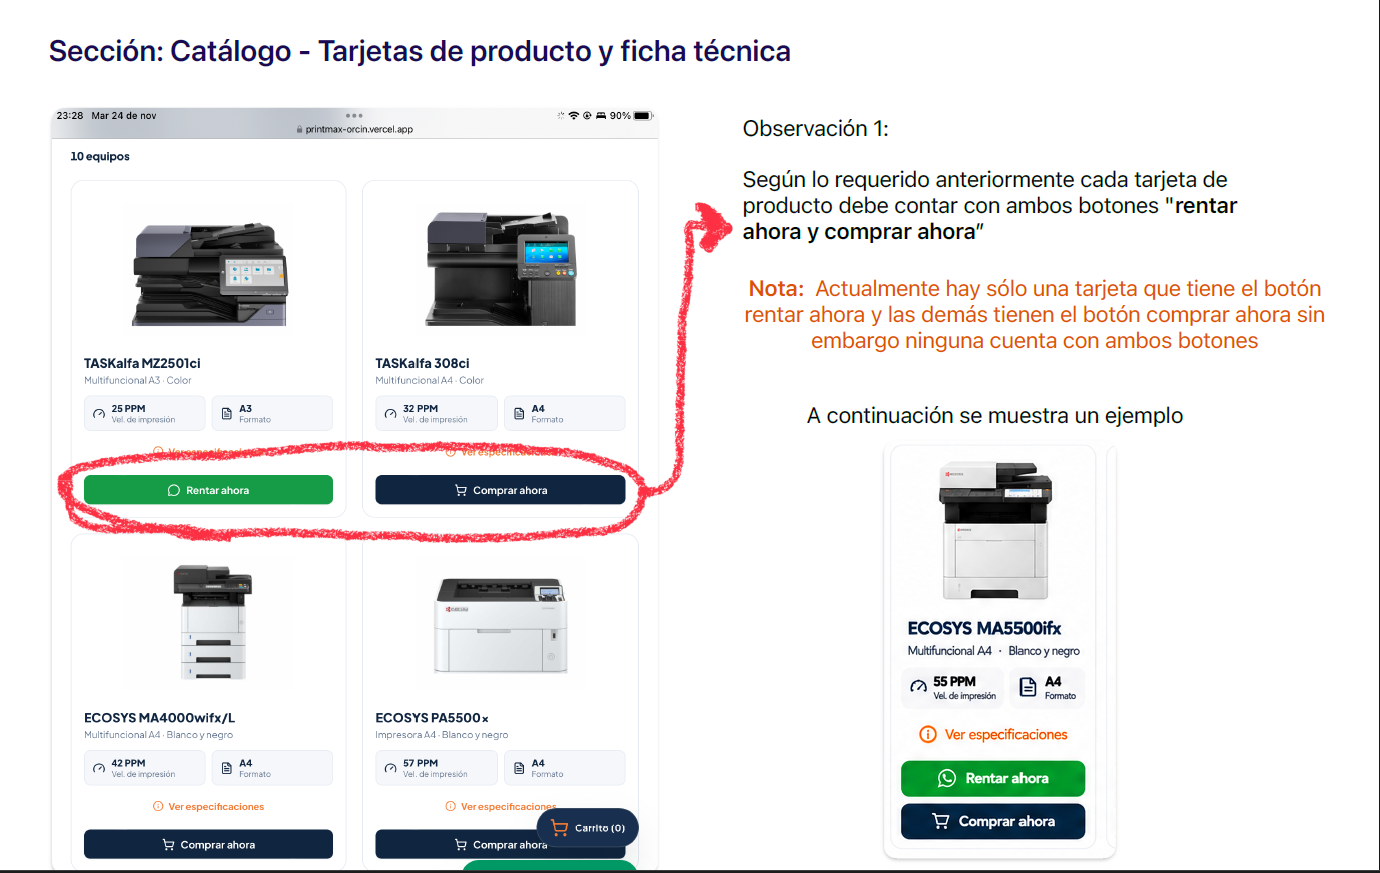 Sección: Catálogo - Tarjetas de producto y ficha técnica
23:28 Mar 24 de nov
90%
printmax-orcin.vercel.app
10 equipos
TASKalfa MZ2501ci
Multifuncional A3 · Color
25 PPM
Vel. de impresión
A3
Formato
Ver especific
Rentar ahora
TASKalfa 308ci
Multifuncional A4 · Color
32 PPM
Vel. de impresión
A4
Formato
Ver especificaciones
Comprar ahora
ECOSYS MA4000wifx/L
Multifuncional A4 · Blanco y negro
42 PPM
Vel. de impresión
A4
Formato
Ver especificaciones
Comprar ahora
ECOSYS PA5500x
Impresora A4 · Blanco y negro
57 PPM
Vel. de impresión
A4
Formato
Ver especificaciones
Comprar ahora
Carrito (0)
Observación 1:
Según lo requerido anteriormente cada tarjeta de
producto debe contar con ambos botones "rentar
ahora y comprar ahora”
Nota: Actualmente hay sólo una tarjeta que tiene el botón
rentar ahora y las demás tienen el botón comprar ahora sin
embargo ninguna cuenta con ambos botones
A continuación se muestra un ejemplo
ECOSYS MA5500ifx
Multifuncional A4 · Blanco y negro
55 PPM
Vel. de impresión
A4
Formato
Ver especificaciones
Rentar ahora
Comprar ahora